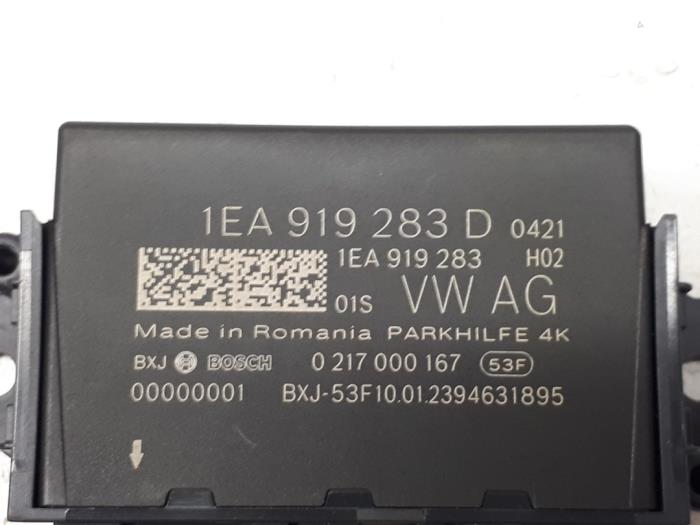 1EA 919 283 D 0421
1EA 919 283 H02
01S VW AG
Made in Romania PARKHILFE 4K
BXJ BOSCH 0 217 000 167 53F
00000001 BXJ-53F10.01.2394631895